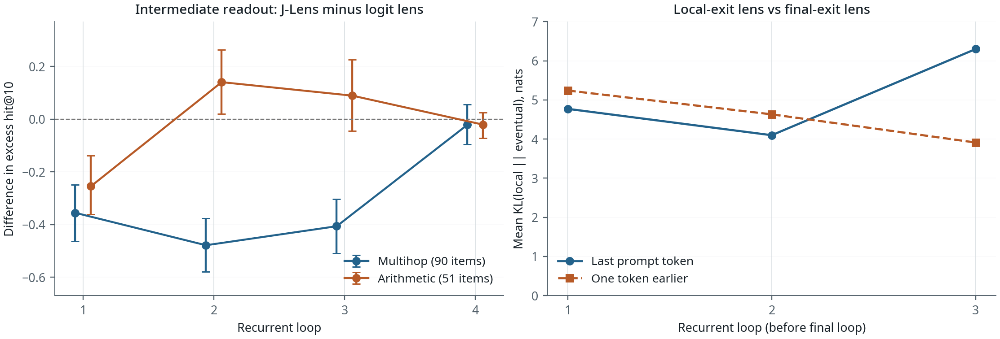 Intermediate readout: J-Lens minus logit lens
Difference in excess hit@10
0.2
0.0
−0.2
−0.4
−0.6
1
2
3
4
Recurrent loop
Multihop (90 items)
Arithmetic (51 items)
Local-exit lens vs final-exit lens
Mean KL(local || eventual), nats
7
6
5
4
3
2
1
0
1
2
3
Recurrent loop (before final loop)
Last prompt token
One token earlier